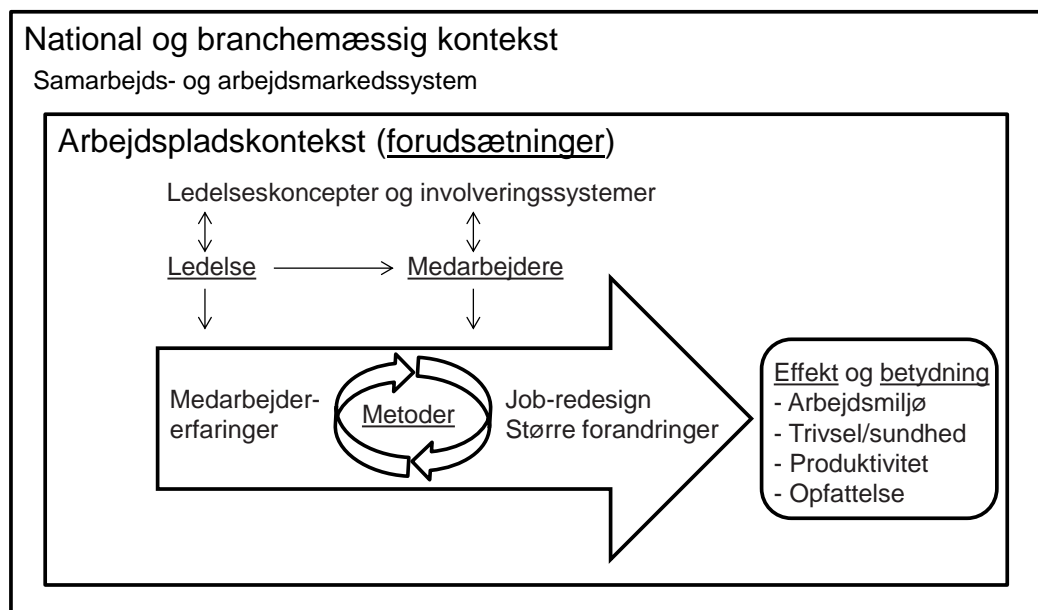 National og branchemæssig kontekst
Samarbejds- og arbejdsmarkedssystem
Arbejdspladskontekst (forudsætninger)
Ledelseskoncepter og involveringssystemer
Ledelse
Medarbejdere
Medarbejder-
erfaringer
Metoder
Job-redesign
Større forandringer
Effekt og betydning
- Arbejdsmiljø
- Trivsel/sundhed
- Produktivitet
- Opfattelse